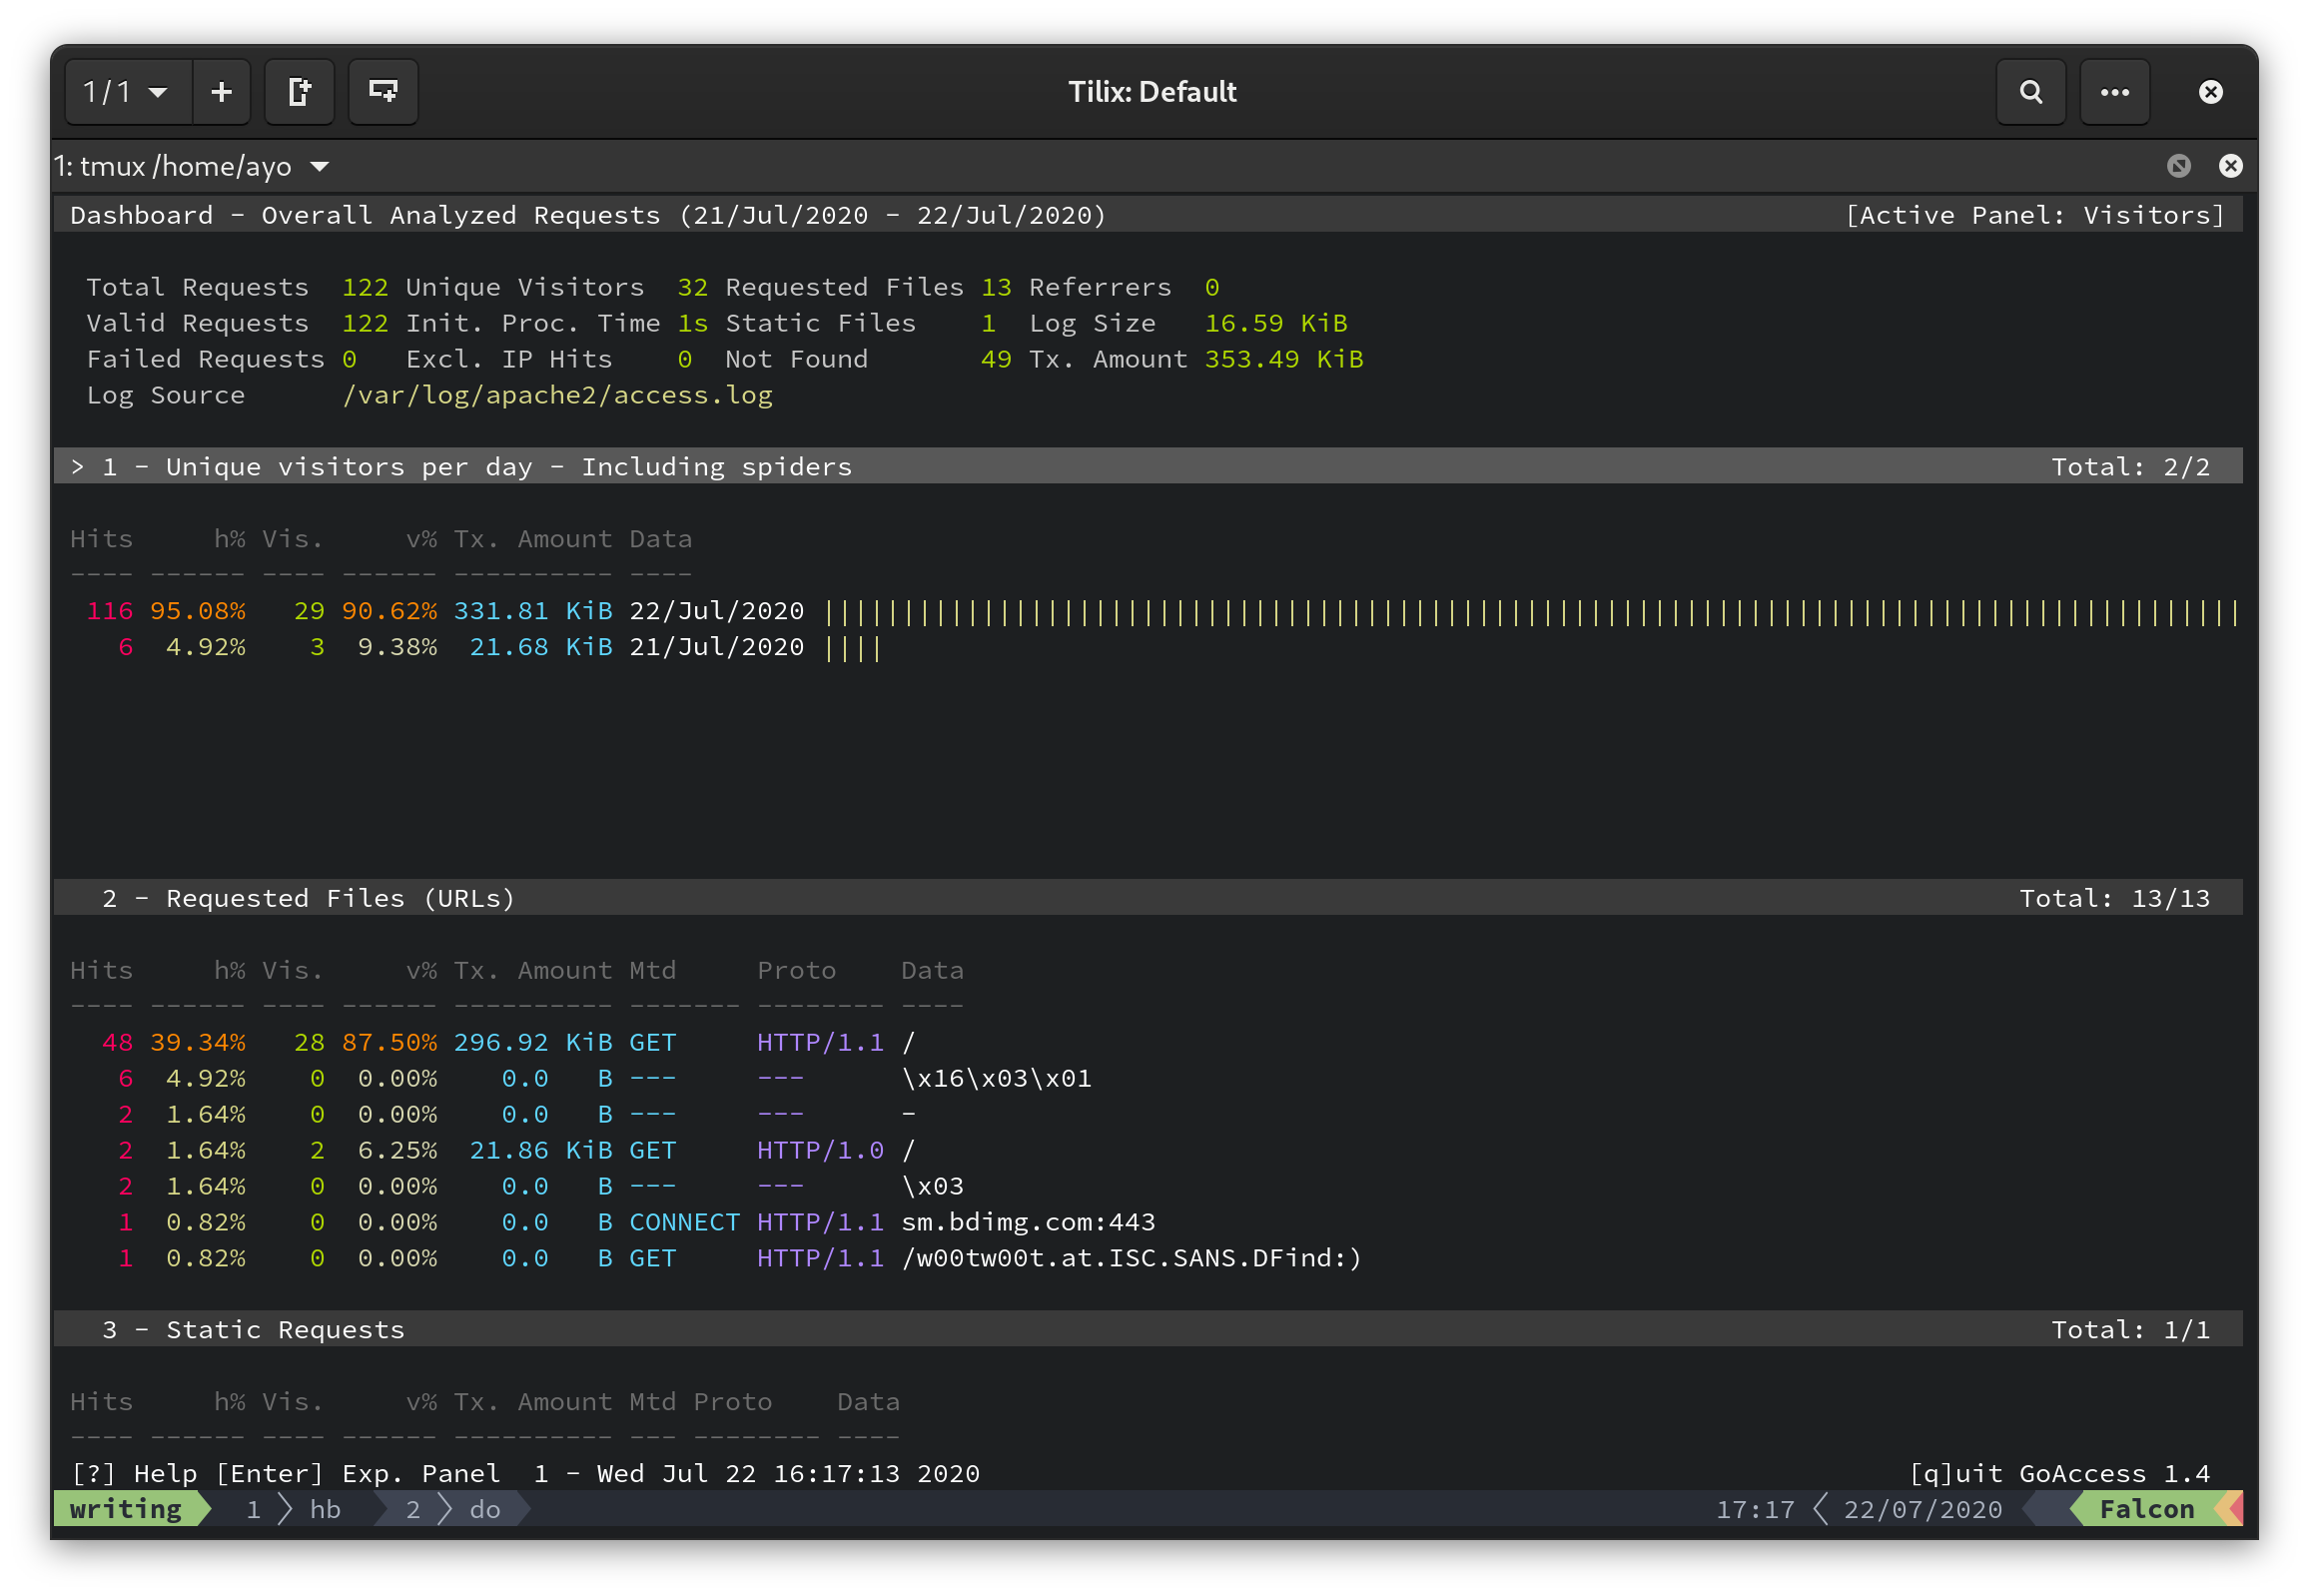 1/1
Tilix: Default
1: tmux /home/ayo
Dashboard - Overall Analyzed Requests (21/Jul/2020 - 22/Jul/2020) [Active Panel: Visitors]
Total Requests 122 Unique Visitors 32 Requested Files 13 Referrers 0
Valid Requests 122 Init. Proc. Time 1s Static Files 1 Log Size 16.59 KiB
Failed Requests 0 Excl. IP Hits 0 Not Found 49 Tx. Amount 353.49 KiB
Log Source /var/log/apache2/access.log
> 1 - Unique visitors per day - Including spiders Total: 2/2
Hits h% Vis. v% Tx. Amount Data
---- ------ ---- ------ ---------- ----
116 95.08% 29 90.62% 331.81 KiB 22/Jul/2020 |||||||||||||||||||||||||||||||||||||||||||||||||||||||||||||||||||||||||||||||||||||||||
6 4.92% 3 9.38% 21.68 KiB 21/Jul/2020 ||||
2 - Requested Files (URLs) Total: 13/13
Hits h% Vis. v% Tx. Amount Mtd Proto Data
---- ------ ---- ------ ---------- ------- -------- ----
48 39.34% 28 87.50% 296.92 KiB GET HTTP/1.1 /
6 4.92% 0 0.00% 0.0 B --- --- \x16\x03\x01
2 1.64% 0 0.00% 0.0 B --- --- -
2 1.64% 2 6.25% 21.86 KiB GET HTTP/1.0 /
2 1.64% 0 0.00% 0.0 B --- --- \x03
1 0.82% 0 0.00% 0.0 B CONNECT HTTP/1.1 sm.bdimg.com:443
1 0.82% 0 0.00% 0.0 B GET HTTP/1.1 /w00tw00t.at.ISC.SANS.DFind:)
3 - Static Requests Total: 1/1
Hits h% Vis. v% Tx. Amount Mtd Proto Data
---- ------ ---- ------ ---------- --- -------- ----
[?] Help [Enter] Exp. Panel 1 - Wed Jul 22 16:17:13 2020 [q]uit GoAccess 1.4
writing 1 hb 2 do 17:17 22/07/2020 Falcon